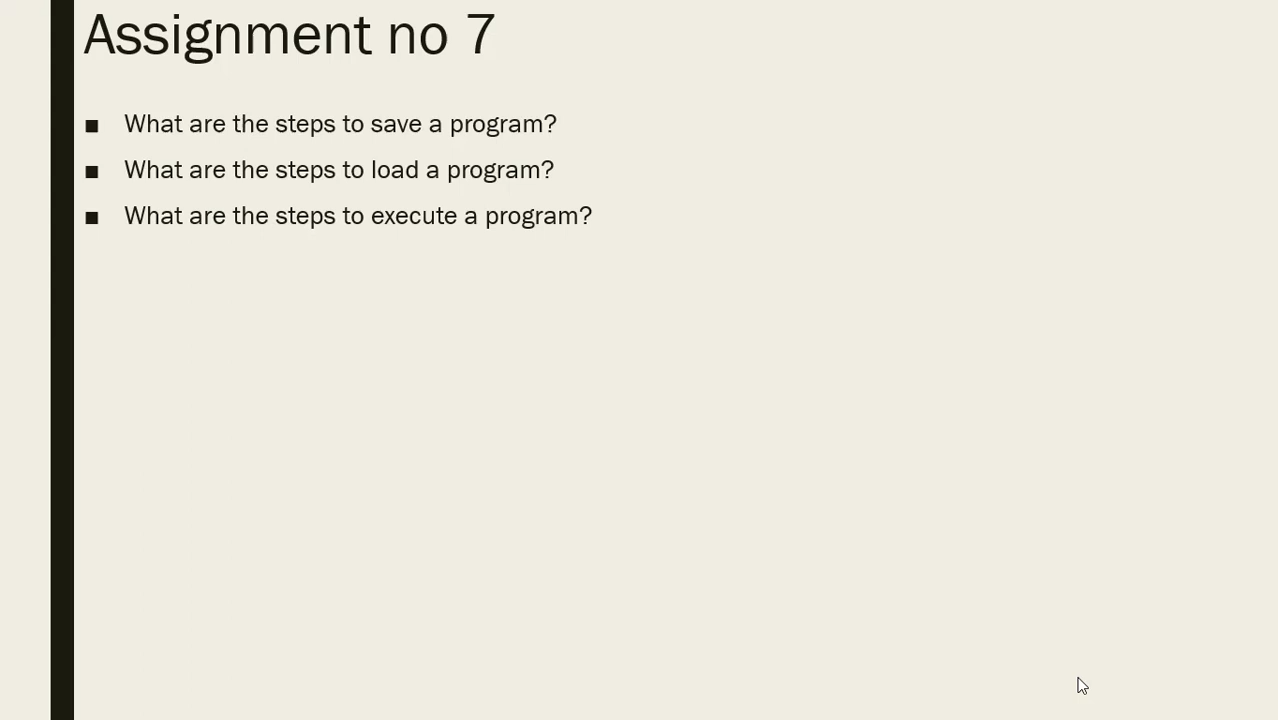 Assignment no 7
■ What are the steps to save a program?
■ What are the steps to load a program?
■ What are the steps to execute a program?